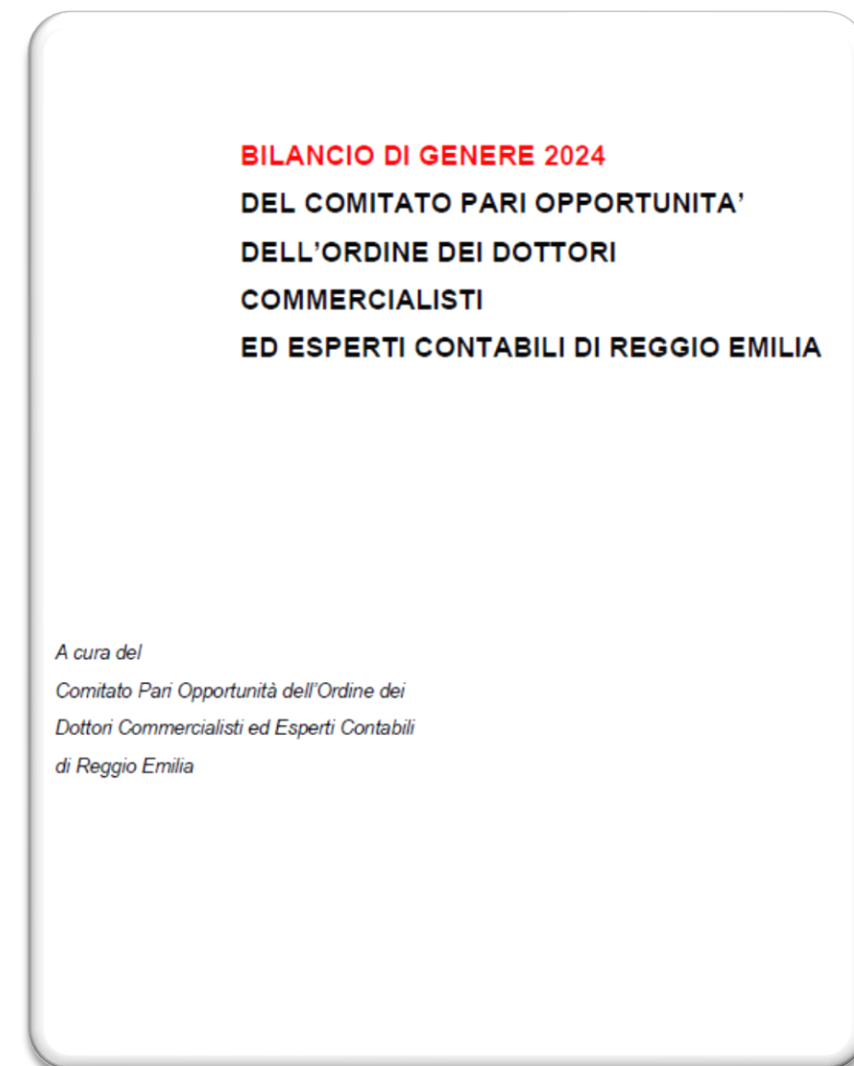 BILANCIO DI GENERE 2024
DEL COMITATO PARI OPPORTUNITA'
DELL'ORDINE DEI DOTTORI
COMMERCIALISTI
ED ESPERTI CONTABILI DI REGGIO EMILIA
A cura del
Comitato Pari Opportunità dell'Ordine dei
Dottori Commercialisti ed Esperti Contabili
di Reggio Emilia